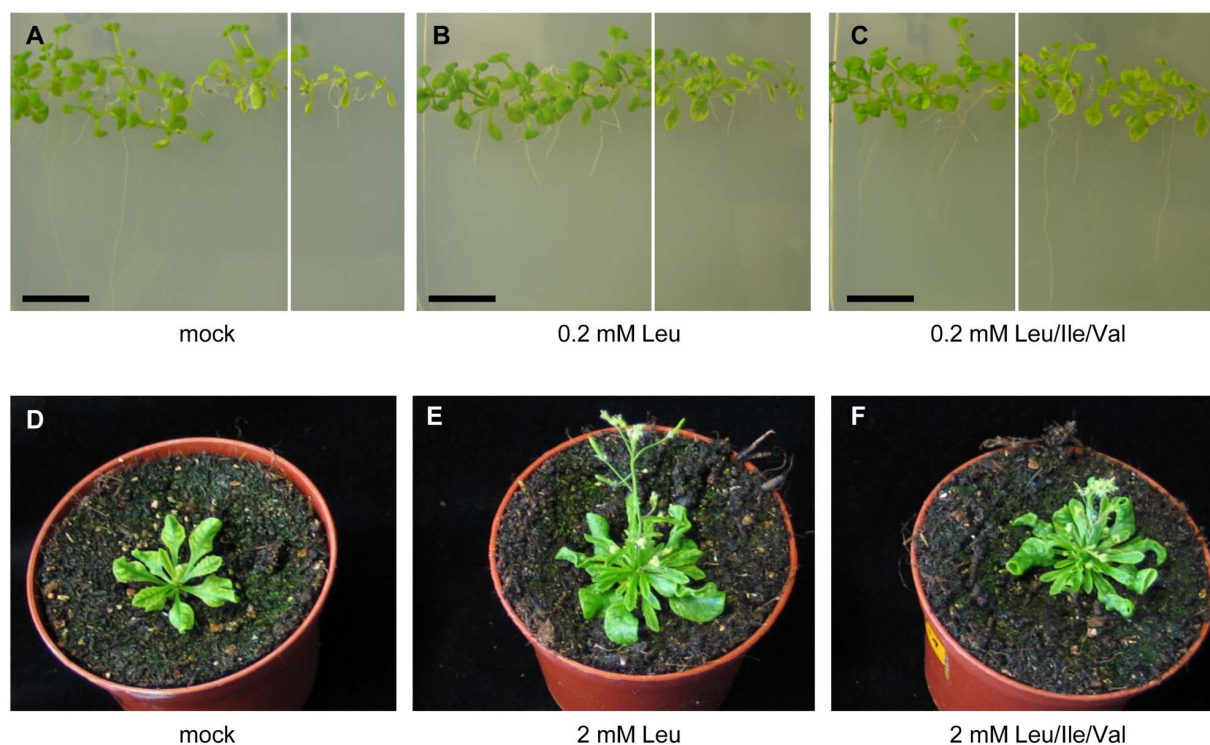 A
B
C
mock
0.2 mM Leu
0.2 mM Leu/Ile/Val
D
E
F
mock
2 mM Leu
2 mM Leu/Ile/Val